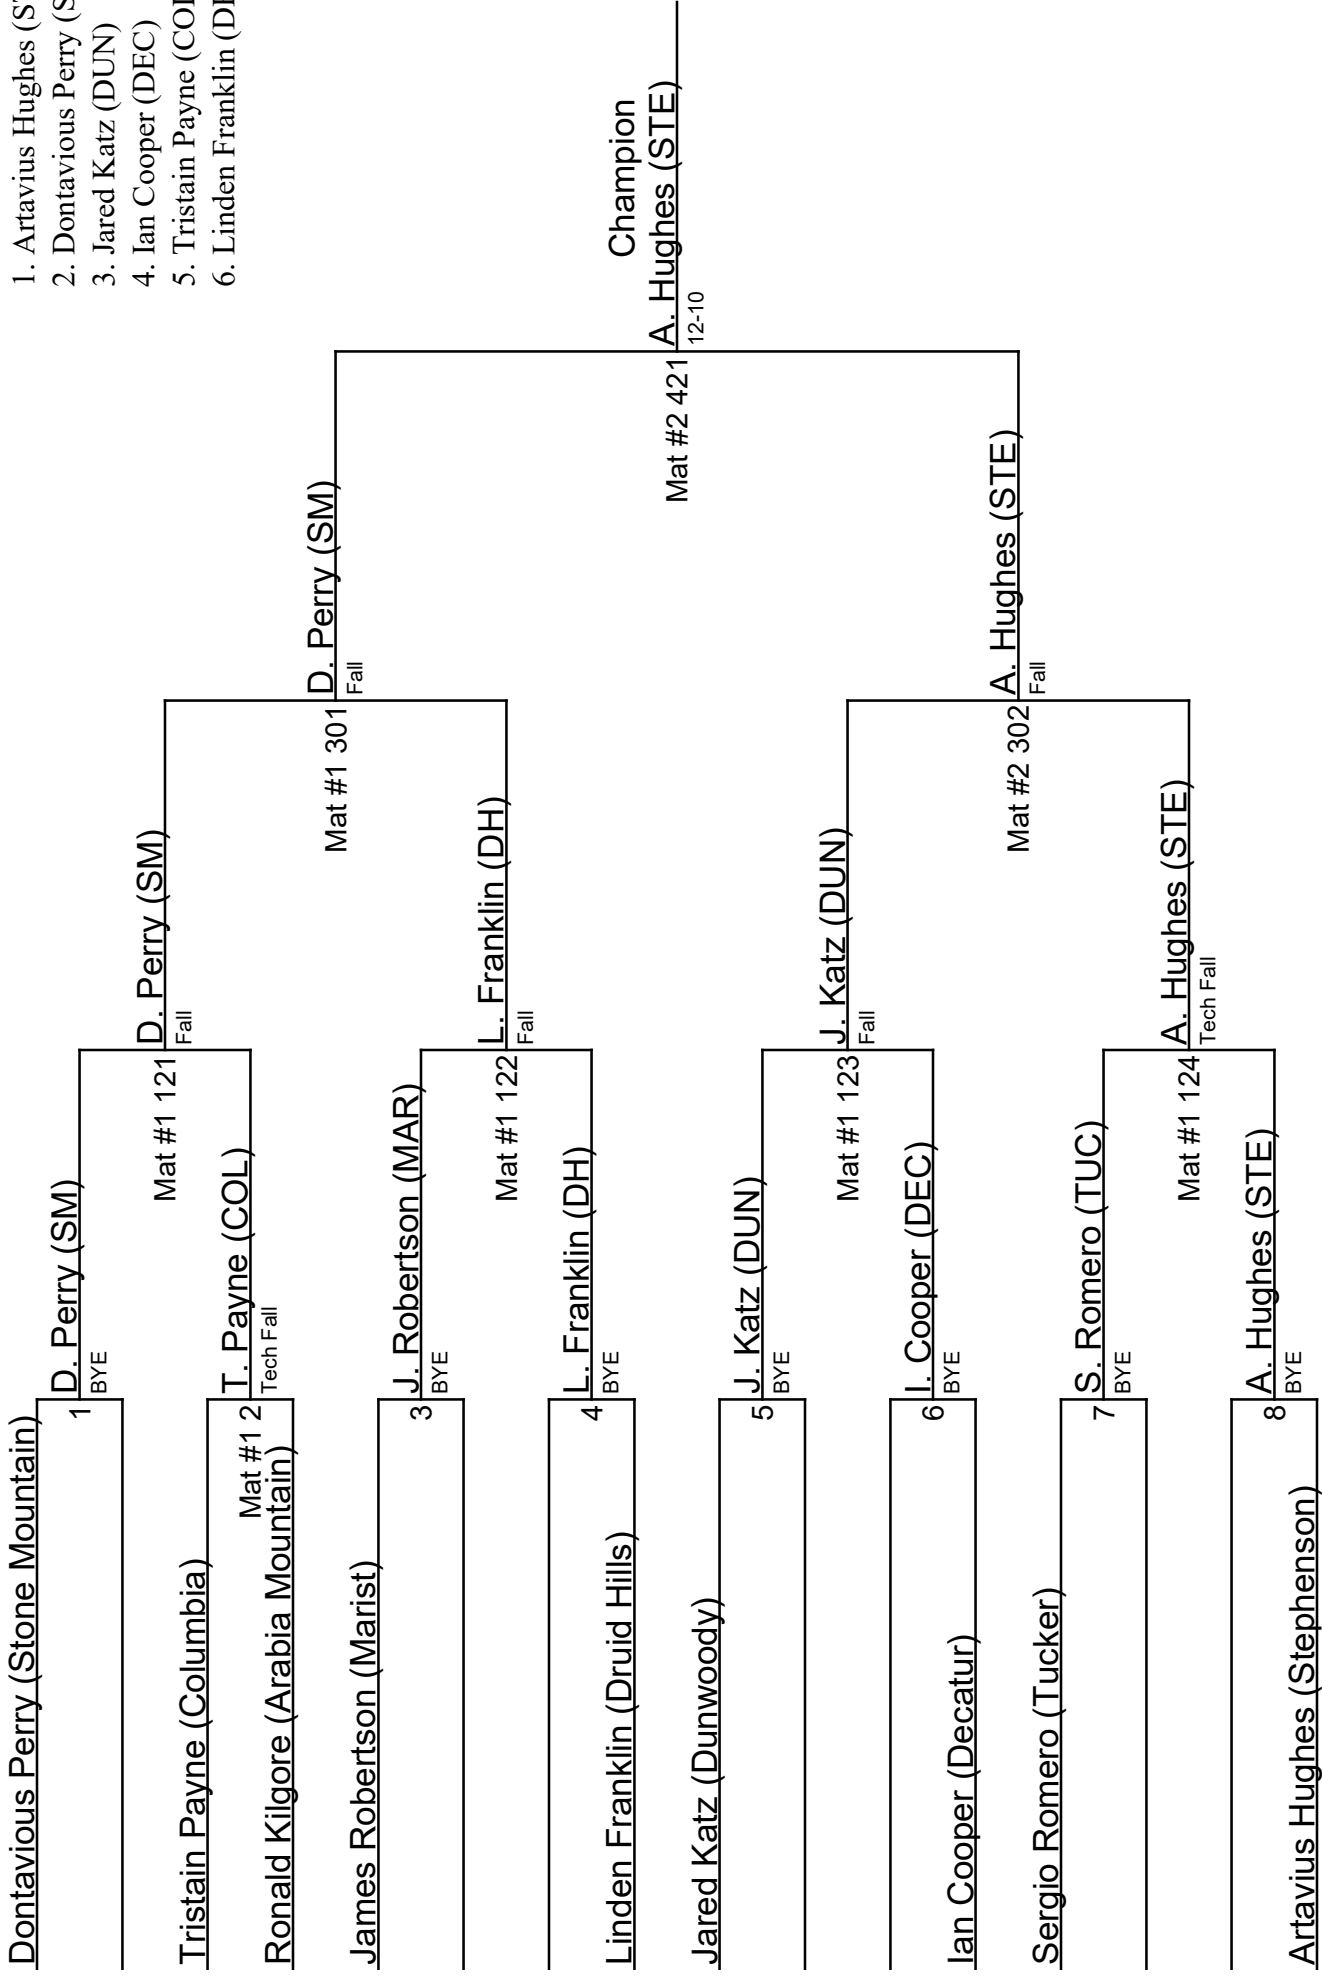 1. Artavius Hughes
2. Dontavious Perry
3. Jared Katz (DUN)
4. Ian Cooper (DEC)
5. Tristain Payne
6. Linden Franklin
Dontavious Perry (Stone Mountain)
1
D. Perry (SM)
BYE
Tristain Payne (Columbia)
Mat #1 2
Ronald Kilgore (Arabia Mountain)
T. Payne (COL)
Tech Fall
Mat #1 121
D. Perry (SM)
Fall
James Robertson (Marist)
3
J. Robertson (MAR)
BYE
Linden Franklin (Druid Hills)
4
L. Franklin (DH)
BYE
Mat #1 122
L. Franklin (DH)
Fall
Mat #1 301
D. Perry (SM)
Fall
Jared Katz (Dunwoody)
5
J. Katz (DUN)
BYE
Ian Cooper (Decatur)
6
I. Cooper (DEC)
BYE
Mat #1 123
J. Katz (DUN)
Fall
Sergio Romero (Tucker)
7
S. Romero (TUC)
BYE
Artavius Hughes (Stephenson)
8
A. Hughes (STE)
BYE
Mat #1 124
A. Hughes (STE)
Tech Fall
Mat #2 302
A. Hughes (STE)
Fall
Mat #2 421
Champion
A. Hughes (STE)
12-10